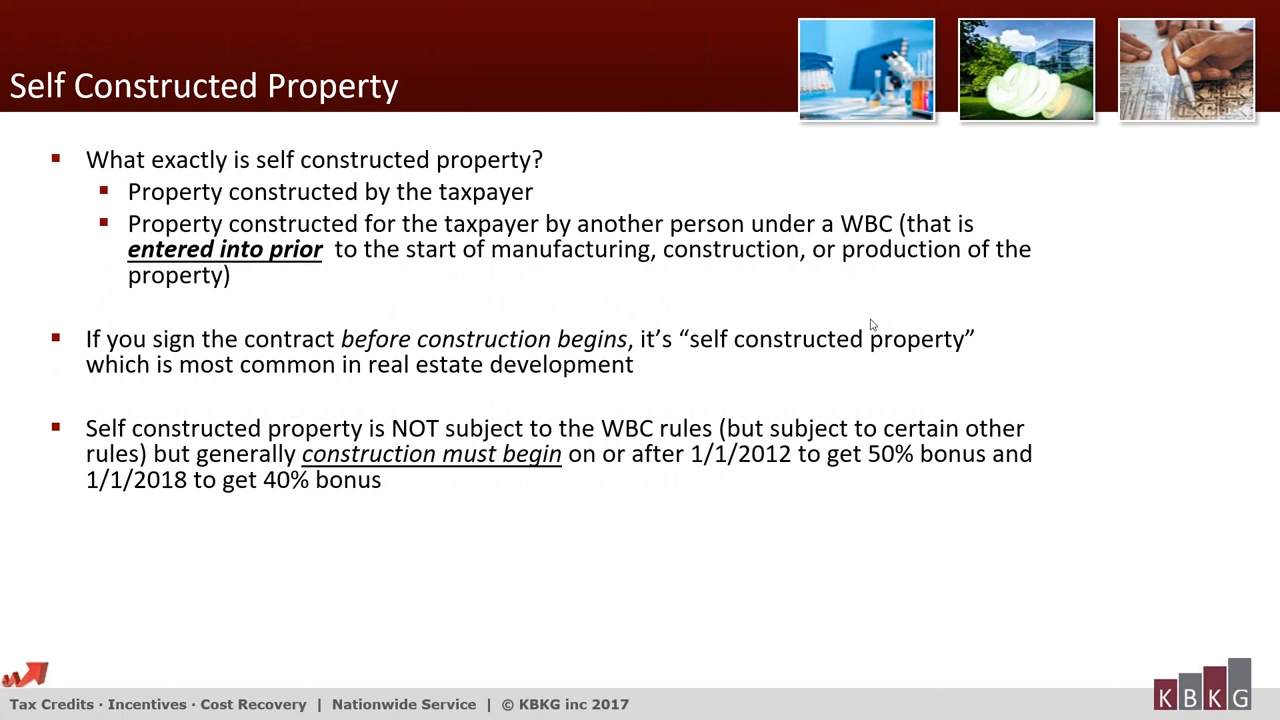 Self Constructed Property
What exactly is self constructed property?
Property constructed by the taxpayer
Property constructed for the taxpayer by another person under a WBC (that is
entered into prior to the start of manufacturing, construction, or production of the
property)
If you sign the contract before construction begins, it’s “self constructed property”
which is most common in real estate development
Self constructed property is NOT subject to the WBC rules (but subject to certain other
rules) but generally construction must begin on or after 1/1/2012 to get 50% bonus and
1/1/2018 to get 40% bonus
Tax Credits · Incentives · Cost Recovery | Nationwide Service | © KBKG inc 2017
KBKG